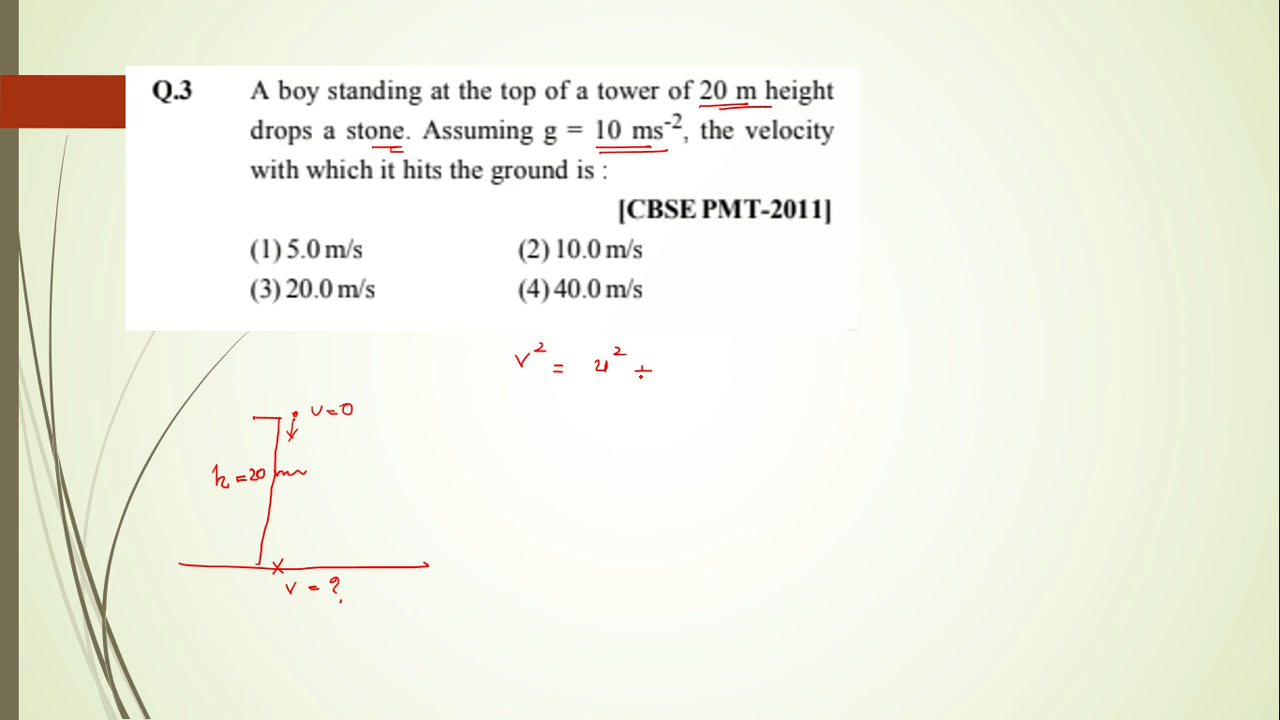 Q.3 A boy standing at the top of a tower of 20 m height
drops a stone. Assuming g = 10 ms⁻², the velocity
with which it hits the ground is :
[CBSE PMT-2011]
(1) 5.0 m/s (2) 10.0 m/s
(3) 20.0 m/s (4) 40.0 m/s
v² = u² +
u=0
h=20 m
v = ?